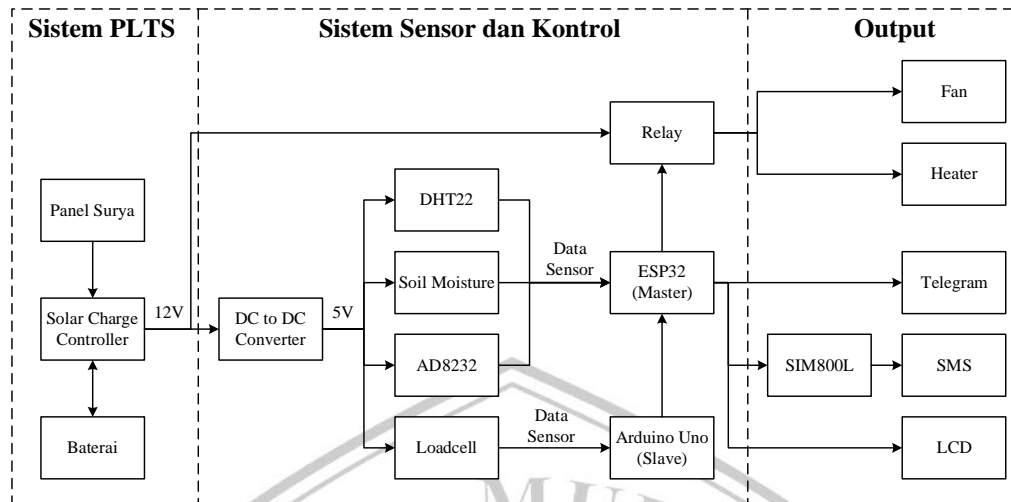 Sistem PLTS
Sistem Sensor dan Kontrol
Output
Panel Surya
Solar Charge
Controller
Baterai
12V
DC to DC
Converter
5V
DHT22
Soil Moisture
AD8232
Loadcell
Data
Sensor
Data
Sensor
Relay
ESP32
(Master)
Arduino Uno
(Slave)
Fan
Heater
Telegram
SIM800L
SMS
LCD